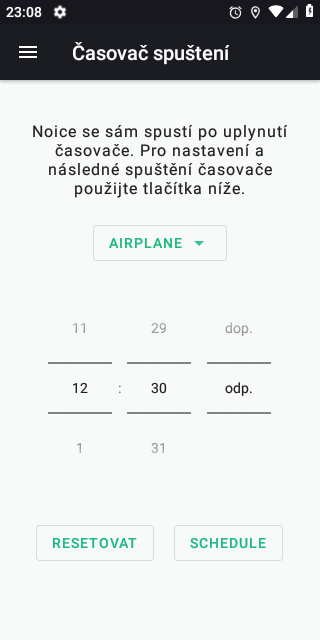 23:08
Časovač spuštení
Noice se sám spustí po uplynutí
časovače. Pro nastavení a
následné spuštění časovače
použijte tlačítka níže.
AIRPLANE
11 29 dop.
12 : 30 odp.
1 31
RESETOVAT SCHEDULE